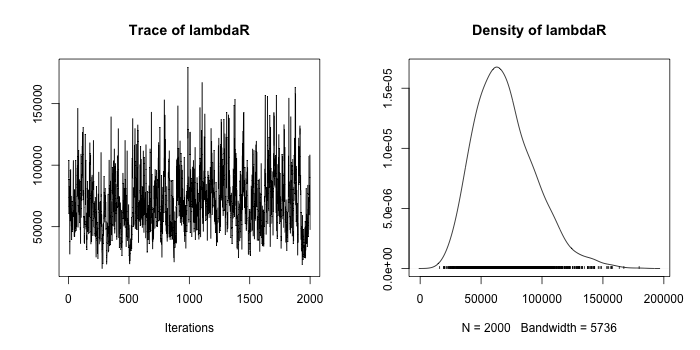 Trace of lambdaR
150000
100000
50000
0
500
1000
1500
2000
Iterations
Density of lambdaR
1.5e-05
1.0e-05
5.0e-06
0.0e+00
0
50000
100000
150000
200000
N = 2000 Bandwidth = 5736